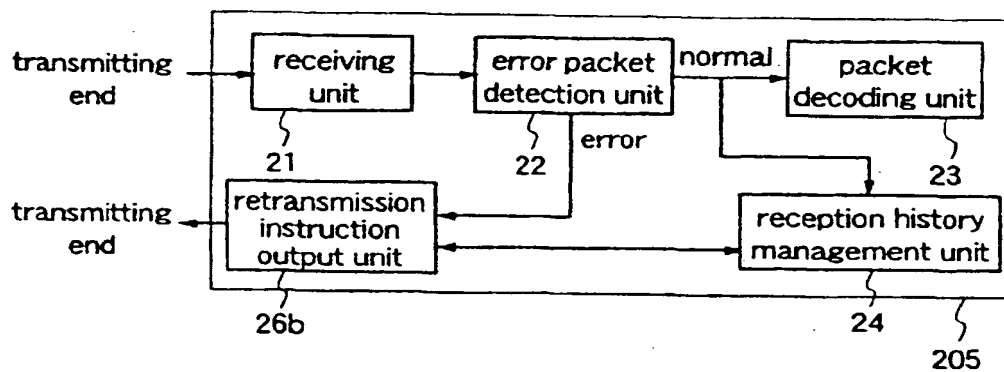 transmitting
end
receiving
unit
21
error packet
detection unit
22
normal
error
packet
decoding unit
23
transmitting
end
retransmission
instruction
output unit
26b
reception history
management unit
24
205